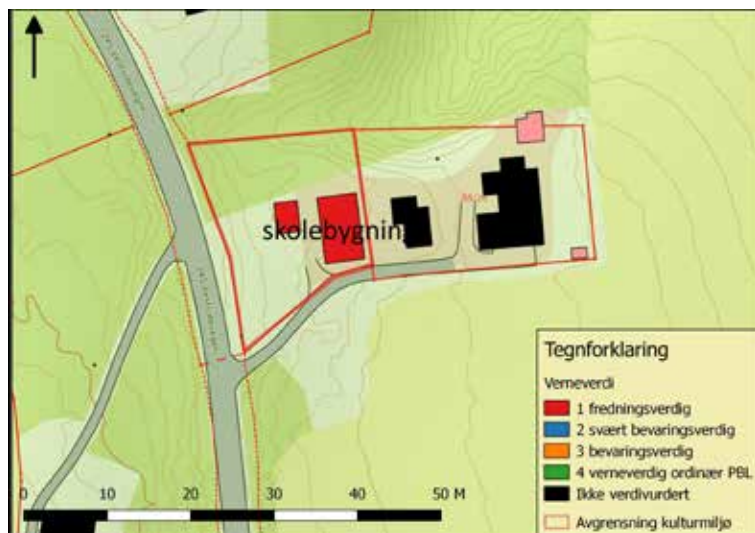 skolebygning
Tegnforklaring
Verneverdi
1 fredningsverdig
2 svært bevaringsverdig
3 bevaringsverdig
4 verneverdig ordinær PBL
Ikke verdivurdert
Avgrensning kulturmiljø
0 10 20 30 40 50 M